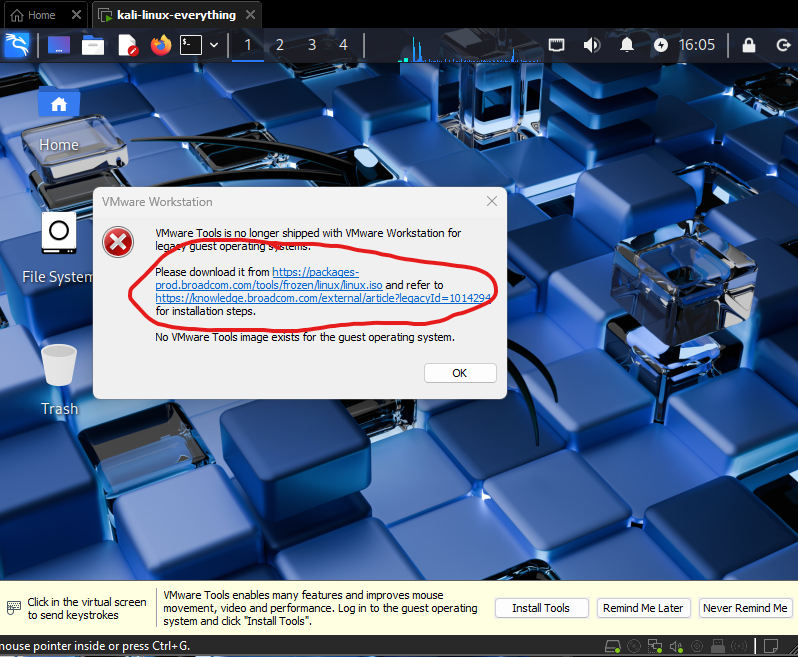 Home
kali-linux-everything
1
2
3
4
16:05
Home
File System
Trash
VMware Workstation
VMware Tools is no longer shipped with VMware Workstation for
legacy guest operating systems.
Please download it from https://packages-
prod.broadcom.com/tools/frozen/linux/linux.iso and refer to
https://knowledge.broadcom.com/external/article?legacyId=1014294
for installation steps.
No VMware Tools image exists for the guest operating system.
OK
Click in the virtual screen
to send keystrokes
VMware Tools enables many features and improves mouse
movement, video and performance. Log in to the guest operating
system and click "Install Tools".
Install Tools
Remind Me Later
Never Remind Me
mouse pointer inside or press Ctrl+G.